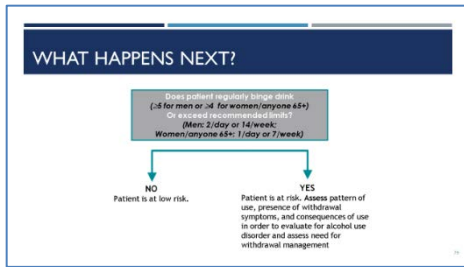 WHAT HAPPENS NEXT?
Does patient regularly binge drink
(≥5 for men or ≥4 for women/anyone 65+)
Or exceed recommended limits?
(Men: 2/day or 14/week;
Women/anyone 65+: 1/day or 7/week)
NO
Patient is at low risk.
YES
Patient is at risk. Assess pattern of
use, presence of withdrawal
symptoms, and consequences of use
in order to evaluate for alcohol use
disorder and assess need for
withdrawal management